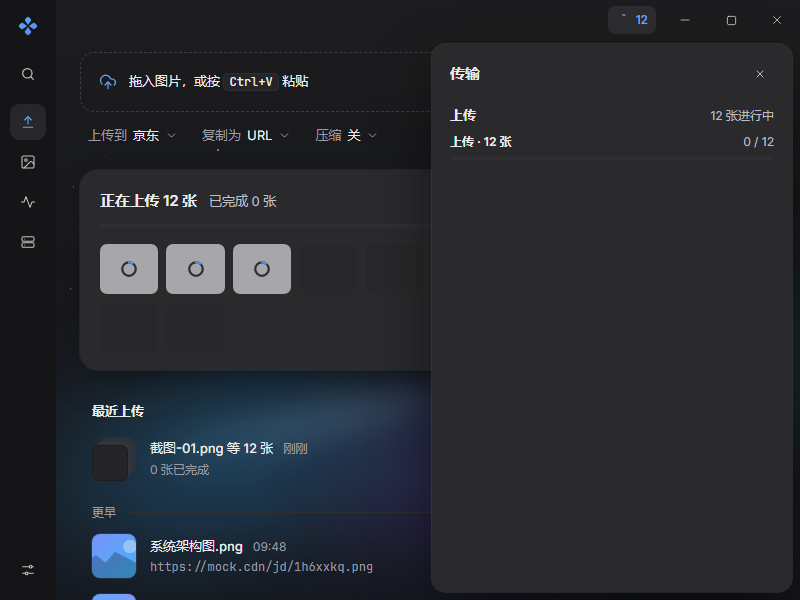 12
拖入图片，或按 Ctrl+V 粘贴
上传到 京东 复制为 URL 压缩 关
正在上传 12 张 已完成 0 张
最近上传
截图-01.png 等 12 张 刚刚
0 张已完成
更早
系统架构图.png 09:48
https://mock.cdn/jd/1h6xxkq.png
传输
上传 12 张进行中
上传 · 12 张 0 / 12